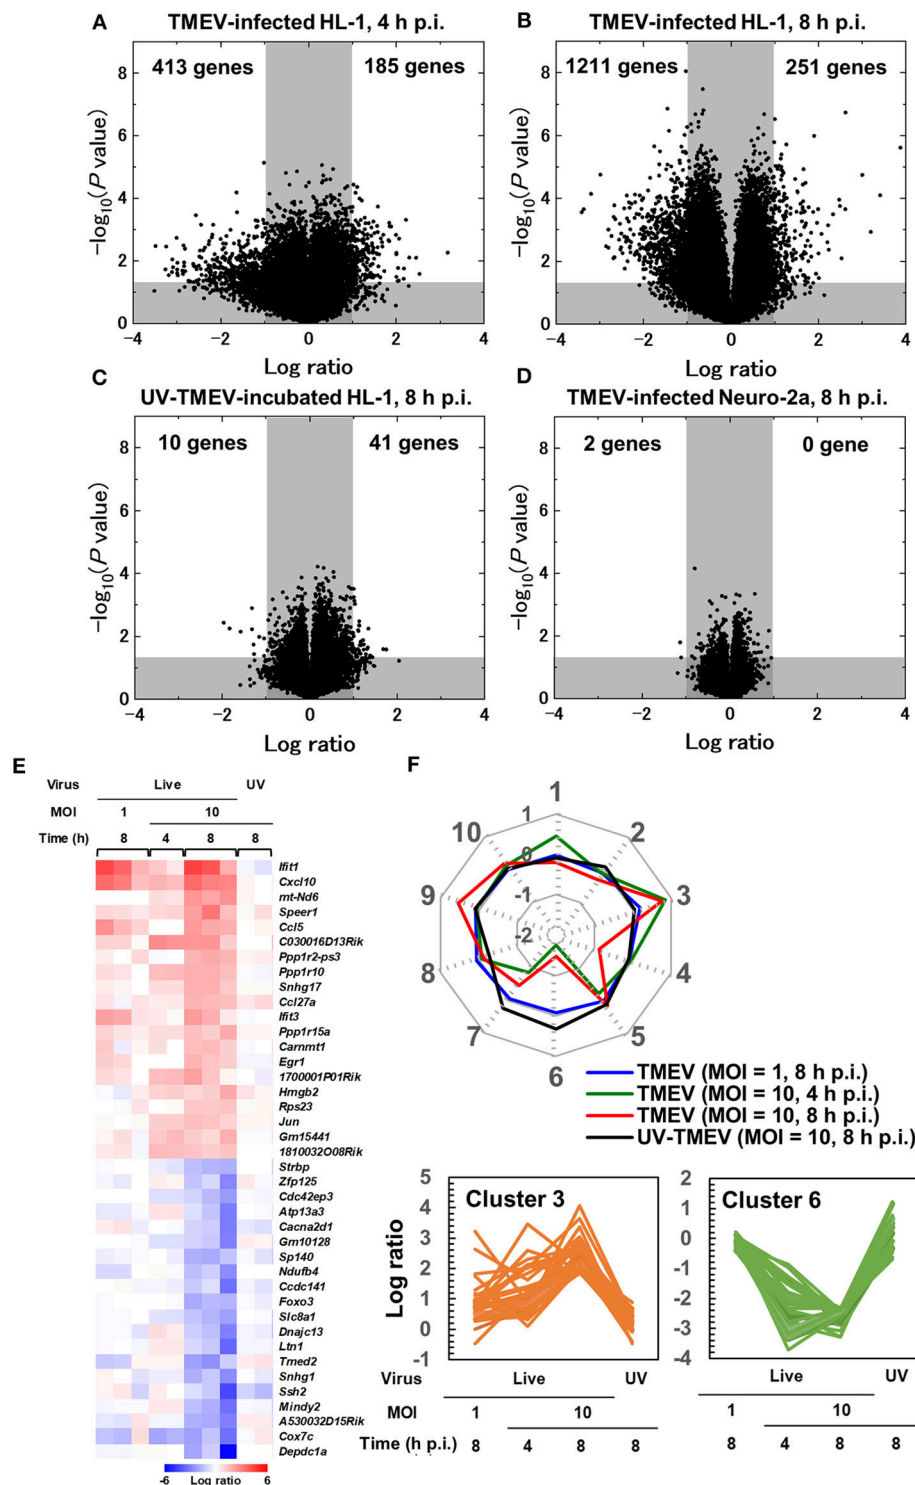 A
TMEV-infected HL-1, 4 h p.i.
413 genes
185 genes
−log10(P value)
8
6
4
2
0
−4
−2
0
2
4
Log ratio
B
TMEV-infected HL-1, 8 h p.i.
1211 genes
251 genes
−log10(P value)
8
6
4
2
0
−4
−2
0
2
4
Log ratio
C
UV-TMEV-incubated HL-1, 8 h p.i.
10 genes
41 genes
−log10(P value)
8
6
4
2
0
−4
−2
0
2
4
Log ratio
D
TMEV-infected Neuro-2a, 8 h p.i.
2 genes
0 gene
−log10(P value)
8
6
4
2
0
−4
−2
0
2
4
Log ratio
E
Virus Live UV
MOI 1 10
Time (h) 8 4 8 8
Ifit1
Cxcl10
mt-Nd6
Speer1
Ccl5
C030016D13Rik
Ppp1r2-ps3
Ppp1r10
Snhg17
Ccl27a
Ifit3
Ppp1r15a
Carnmt1
Egr1
1700001P01Rik
Hmgb2
Rps23
Jun
Gm15441
1810032O08Rik
Strbp
Zfp125
Cdc42ep3
Atp13a3
Cacna2d1
Gm10128
Sp140
Ndufb4
Ccdc141
Foxo3
Slc8a1
Dnajc13
Ltn1
Tmed2
Snhg1
Ssh2
Mindy2
A530032D15Rik
Cox7c
Depdc1a
-6 Log ratio 6
F
1
2
3
4
5
6
7
8
9
10
1
0
-1
-2
TMEV (MOI = 1, 8 h p.i.)
TMEV (MOI = 10, 4 h p.i.)
TMEV (MOI = 10, 8 h p.i.)
UV-TMEV (MOI = 10, 8 h p.i.)
Cluster 3
Log ratio
5
4
3
2
1
0
-1
Cluster 6
2
1
0
-1
-2
-3
-4
Virus Live UV Live UV
MOI 1 10 1 10
Time (h p.i.) 8 4 8 8 8 4 8 8